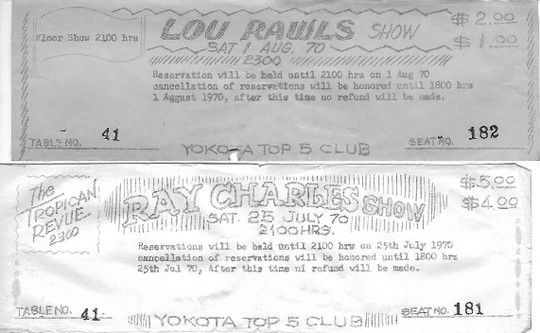 Floor Show 2100 hrs
LOU RAWLS SHOW
SAT 1 AUG. 70
2300
$2.00
$1.00
Reservation will be held until 2100 hrs on 1 Aug 70
cancellation of reservations will be honored until 1800 hrs
1 August 1970, after this time no refund will be made.
TABLE NO. 41
SEAT NO. 182
YOKOTA TOP 5 CLUB
The
TROPICAN
REVUE
2300
RAY CHARLES SHOW
SAT. 25 JULY 70
2100 HRS.
$5.00
$4.00
Reservations will be held until 2100 hrs on 25th July 1970
cancellation of reservations will be honored until 1800 hrs
25th Jul 70, After this time ni refund will be made.
TABLE NO. 41
SEAT NO. 181
YOKOTA TOP 5 CLUB